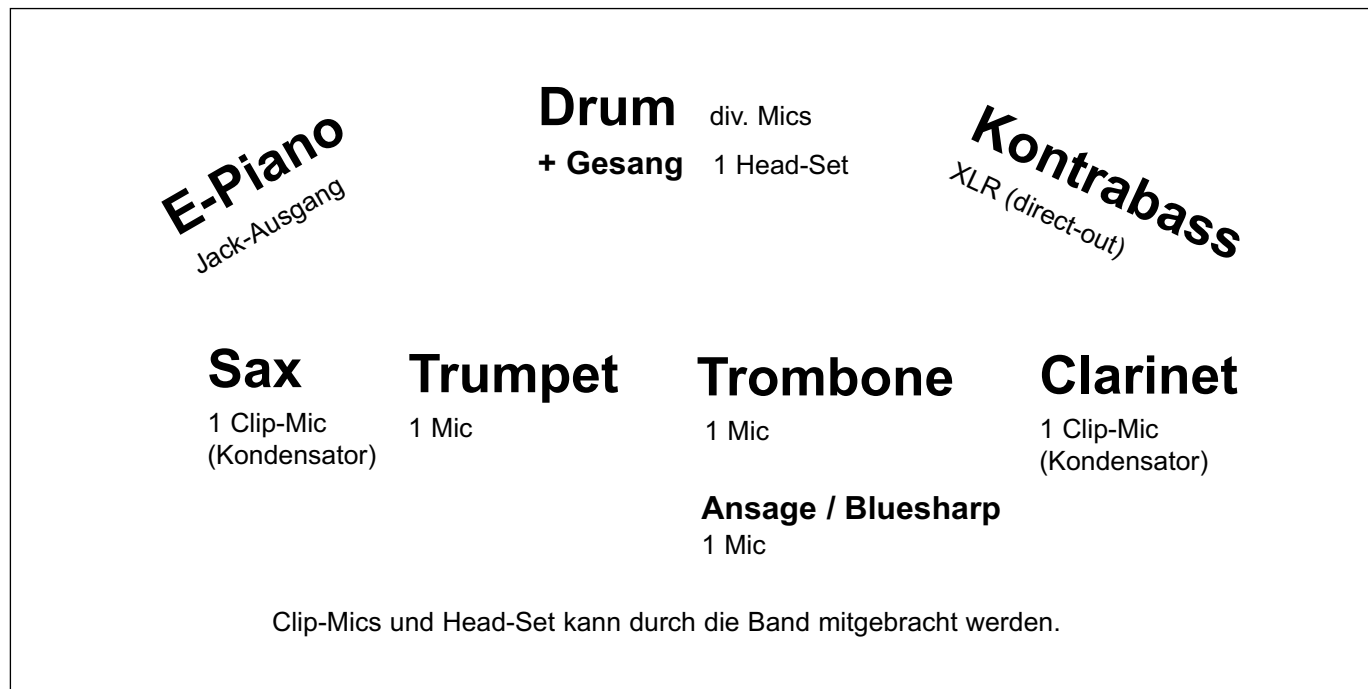 E-Piano
Jack-Ausgang
Drum div. Mics
+ Gesang 1 Head-Set
Kontrabass
XLR (direct-out)
Sax
1 Clip-Mic
(Kondensator)
Trumpet
1 Mic
Trombone
1 Mic
Clarinet
1 Clip-Mic
(Kondensator)
Ansage / Bluesharp
1 Mic
Clip-Mics und Head-Set kann durch die Band mitgebracht werden.